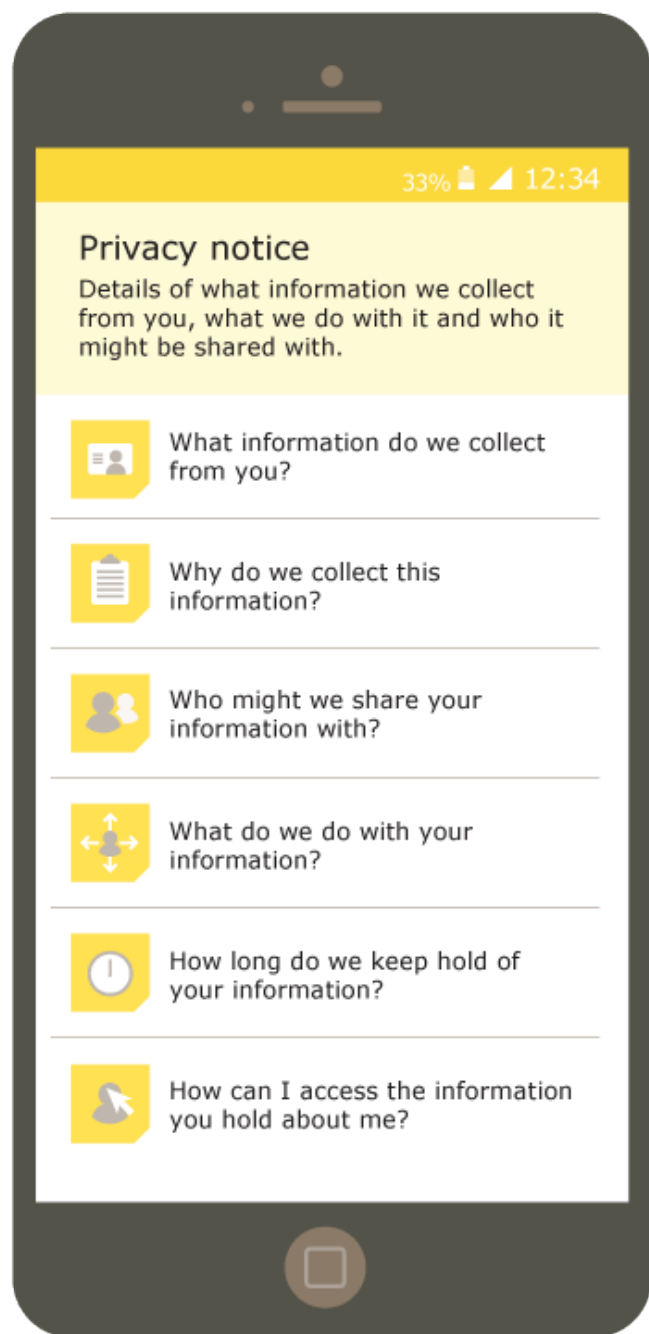 33% 12:34
Privacy notice
Details of what information we collect
from you, what we do with it and who it
might be shared with.
What information do we collect
from you?
Why do we collect this
information?
Who might we share your
information with?
What do we do with your
information?
How long do we keep hold of
your information?
How can I access the information
you hold about me?